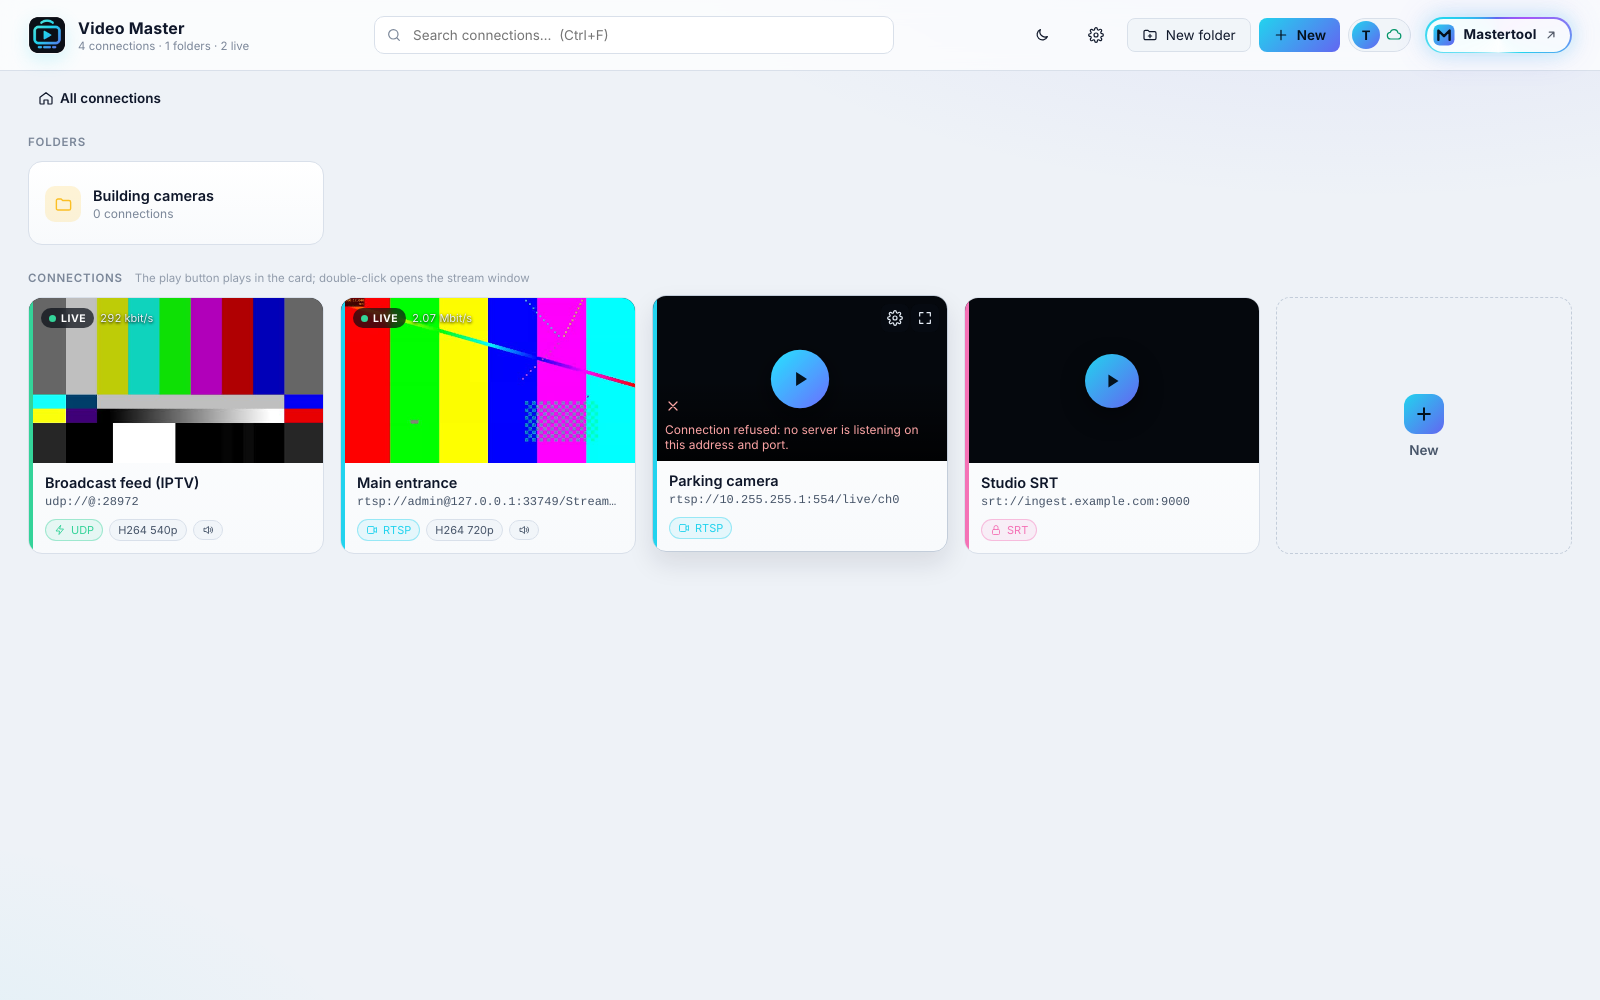 Video Master
4 connections · 1 folders · 2 live
Search connections... (Ctrl+F)
New folder
New
T
Mastertool
All connections
FOLDERS
Building cameras
0 connections
CONNECTIONS
The play button plays in the card; double-click opens the stream window
LIVE
292 kbit/s
Broadcast feed (IPTV)
udp://@:28972
UDP
H264 540p
LIVE
2.07 Mbit/s
Main entrance
rtsp://admin@127.0.0.1:33749/Stream…
RTSP
H264 720p
Connection refused: no server is listening on
this address and port.
Parking camera
rtsp://10.255.255.1:554/live/ch0
RTSP
Studio SRT
srt://ingest.example.com:9000
SRT
New